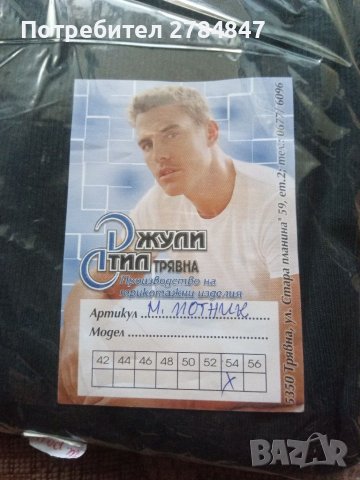 Потребител 2784847
Джули
Стил ТРЯВНА
Производство на
трикотажни изделия
Артикул М. ПОТНИК
Модел
42 44 46 48 50 52 54 56
X
5350 Трявна, ул. "Стара планина" 59, ет.2; тел.: 0677/ 6096
BAZAR